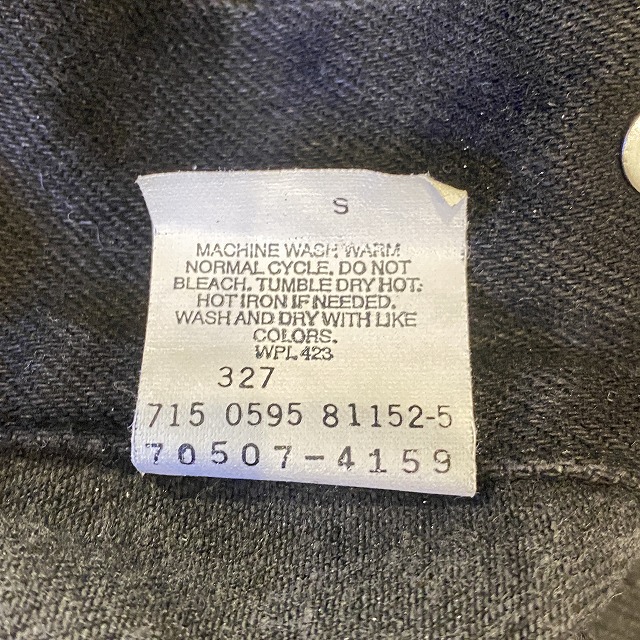 S
MACHINE WASH WARM
NORMAL CYCLE. DO NOT
BLEACH. TUMBLE DRY HOT.
HOT IRON IF NEEDED.
WASH AND DRY WITH LIKE
COLORS.
WPL 423
327
715 0595 81152-5
70507-4159